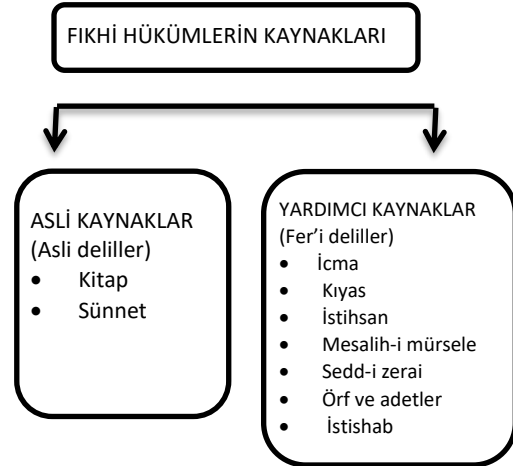 FIKHİ HÜKÜMLERİN KAYNAKLARI
ASLİ KAYNAKLAR
(Asli deliller)
• Kitap
• Sünnet
YARDIMCI KAYNAKLAR
(Fer’i deliller)
• İcma
• Kıyas
• İstihsan
• Mesalih-i mürsele
• Sedd-i zerai
• Örf ve adetler
• İstishab